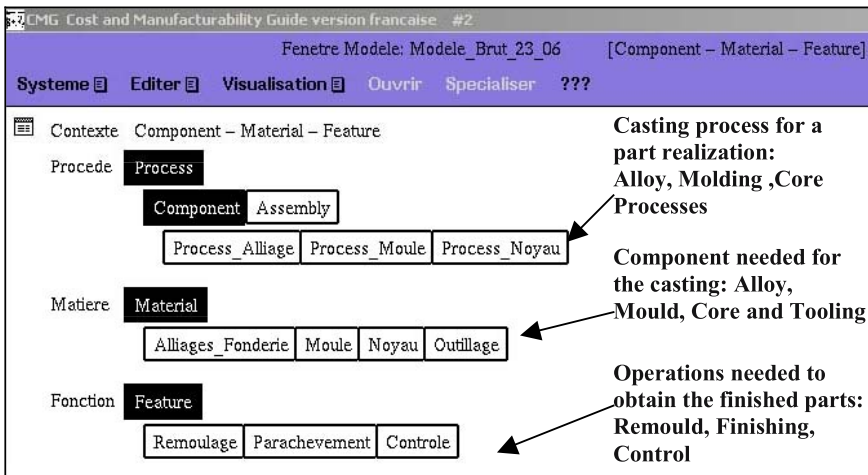 CMG Cost and Manufacturability Guide version francaise #2
Fenetre Modele: Modele_Brut_23_06 [Component – Material – Feature]
Systeme Editer Visualisation Ouvrir Specialiser ???
Contexte Component – Material – Feature
Procede Process
Component Assembly
Process_Alliage Process_Moule Process_Noyau
Casting process for a
part realization:
Alloy, Molding ,Core
Processes
Matiere Material
Alliages_Fonderie Moule Noyau Outillage
Component needed for
the casting: Alloy,
Mould, Core and Tooling
Fonction Feature
Remoulage Parachevement Controle
Operations needed to
obtain the finished parts:
Remould, Finishing,
Control